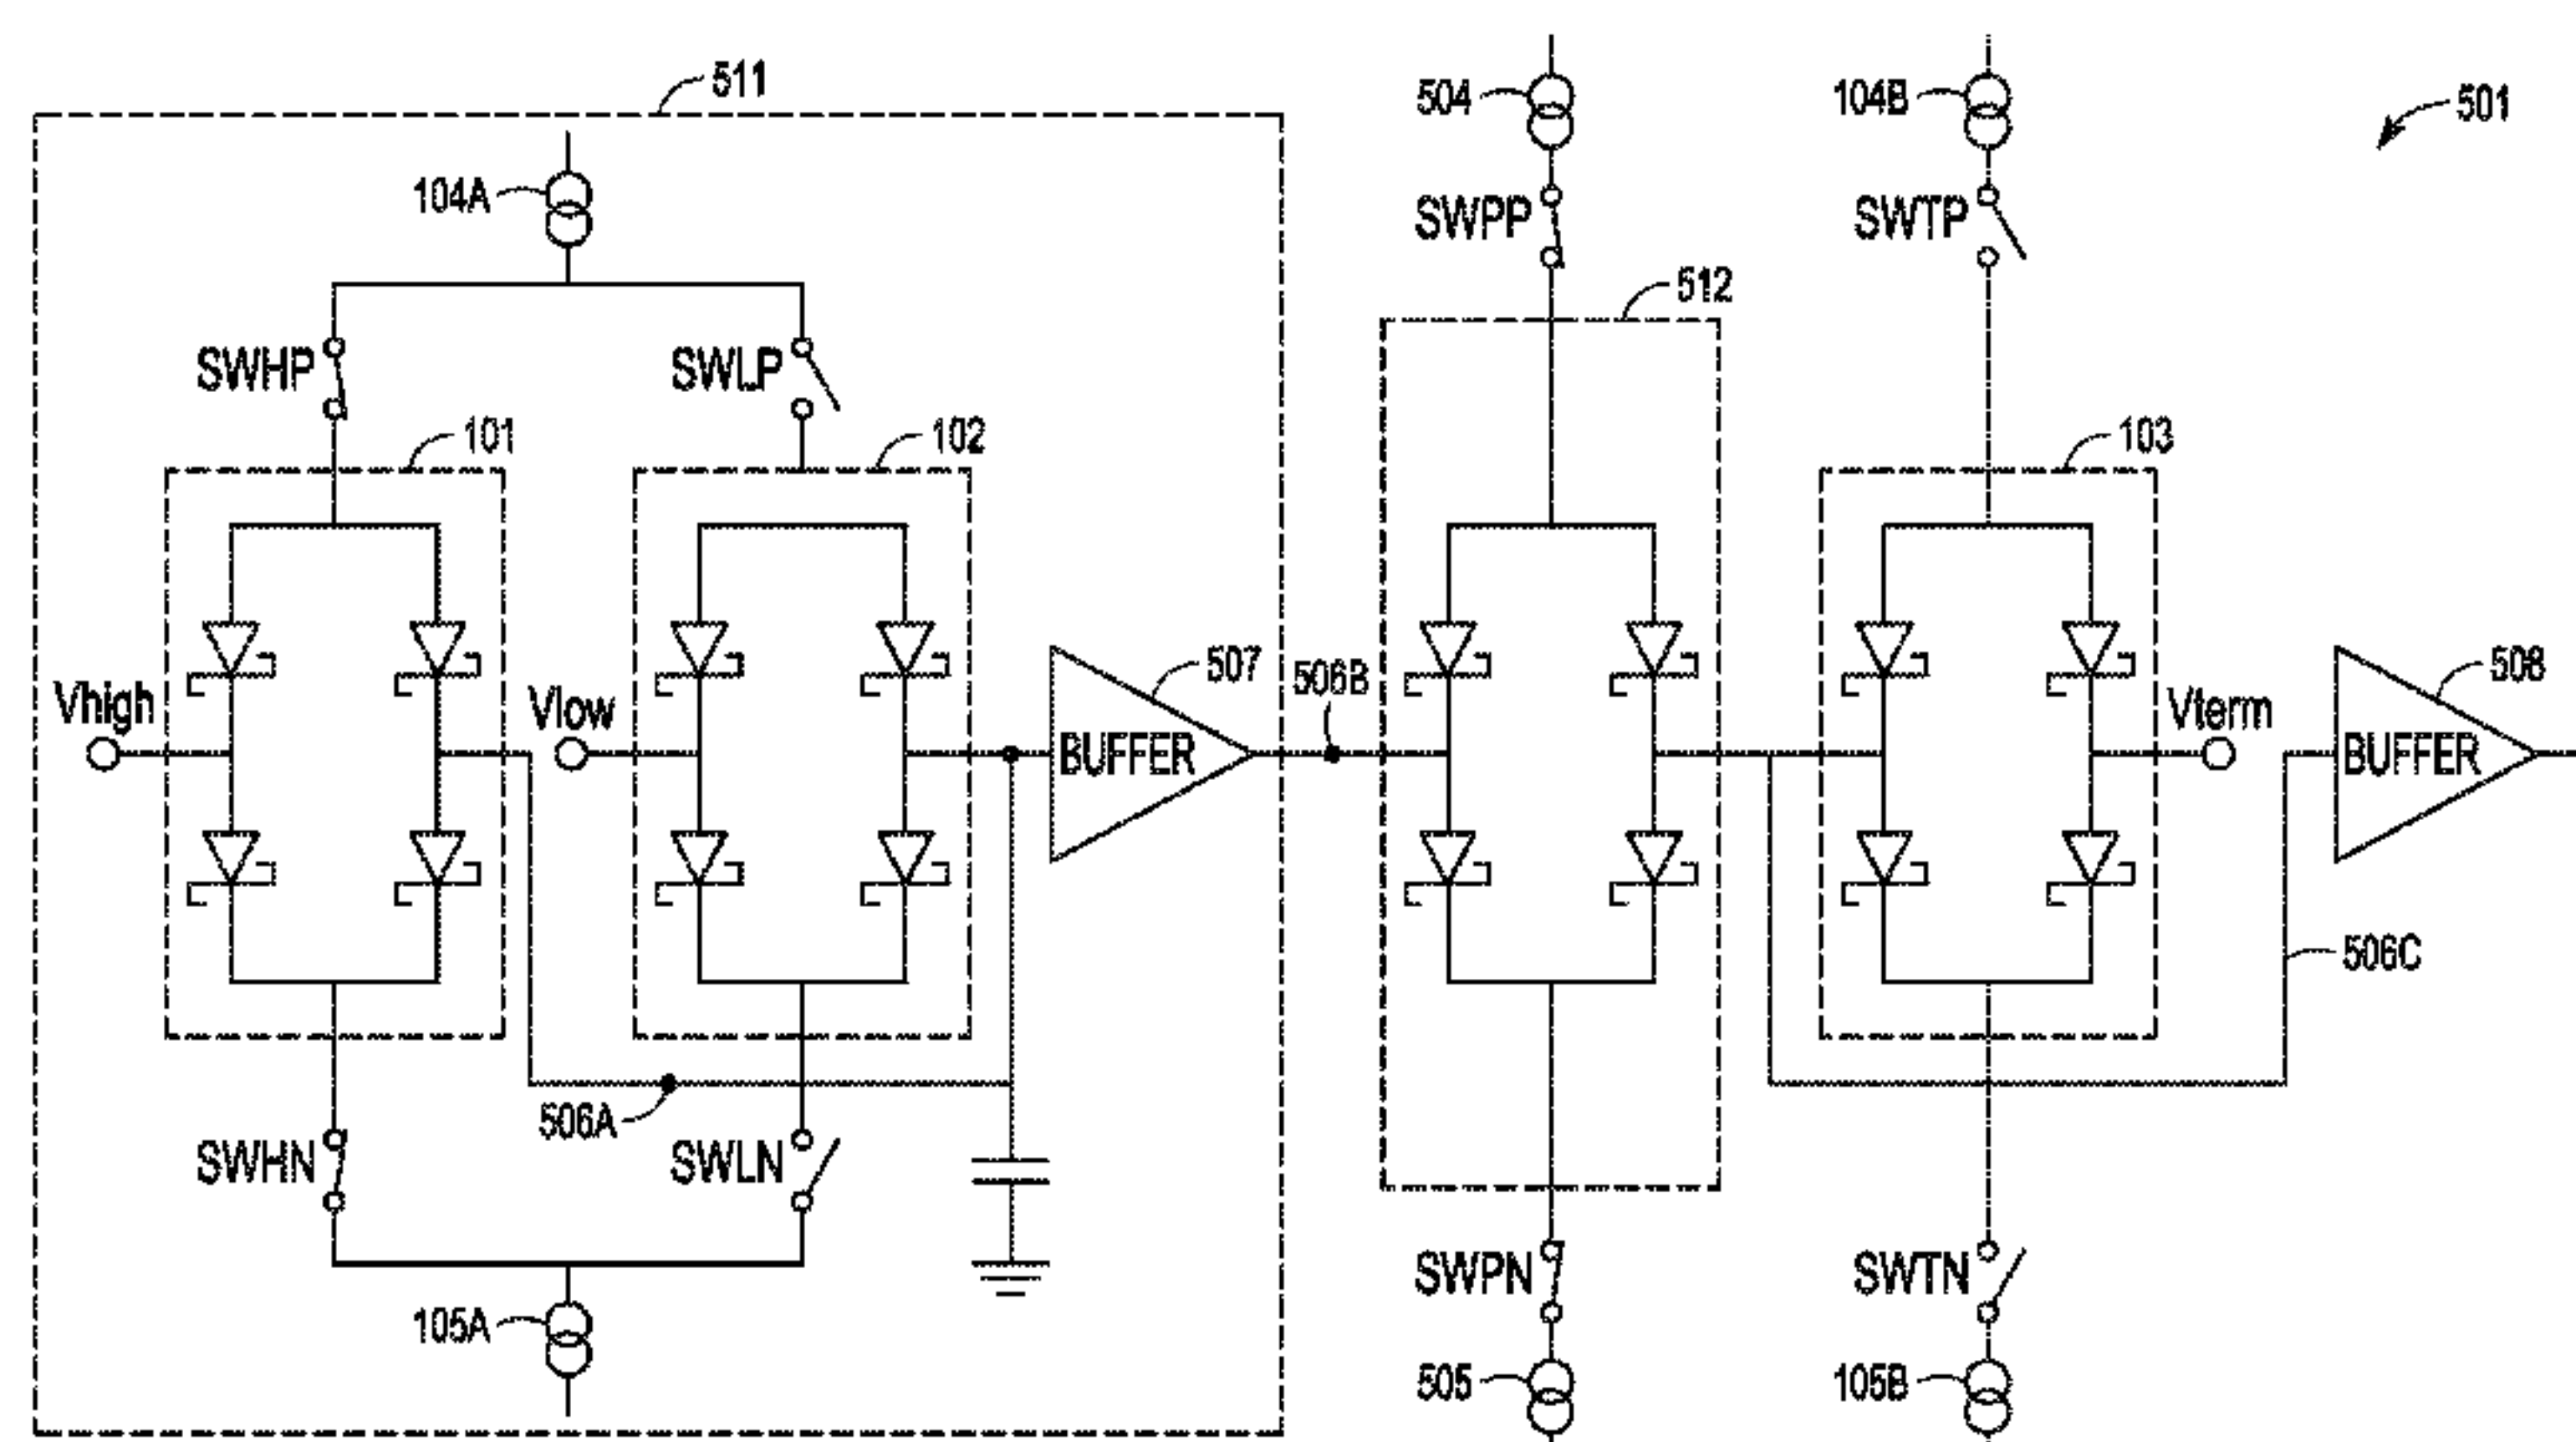 511
504
104B
501
104A
SWPP
SWTP
512
SWHP
SWLP
101
102
103
Vhigh
Vlow
BUFFER
507
506B
Vterm
BUFFER
508
506C
506A
SWHN
SWLN
SWPN
SWTN
105A
505
105B